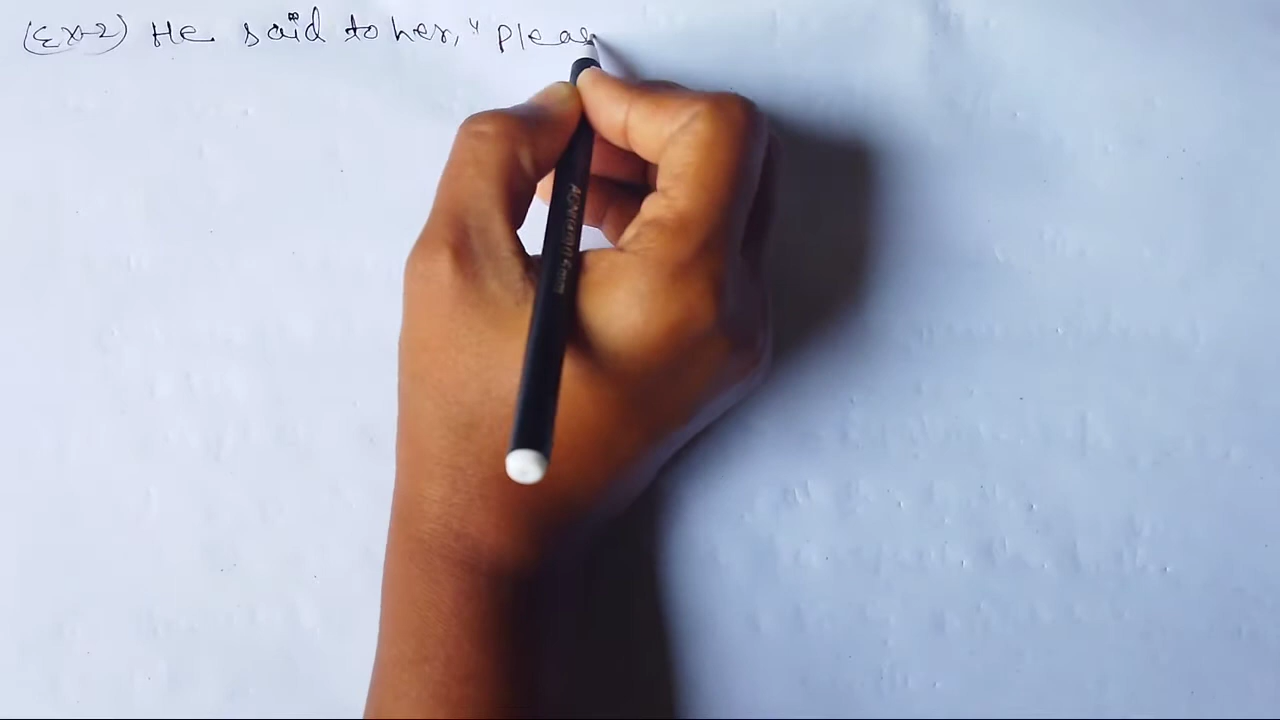 (Ex-2) He said to her, "pleas